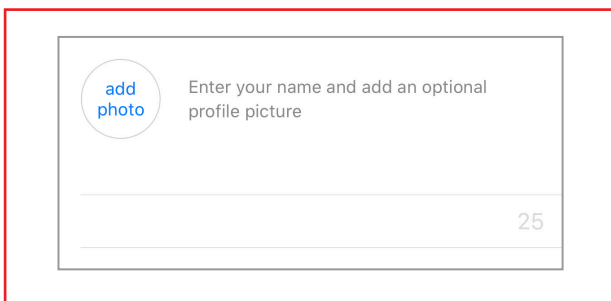 add
photo
Enter your name and add an optional
profile picture
25